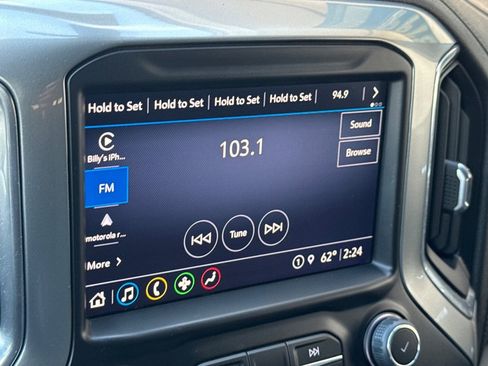 Hold to Set Hold to Set Hold to Set Hold to Set 94.9
Billy's iPh...
103.1
Sound
Browse
FM
motorola r...
Tune
More
1 62° 2:24